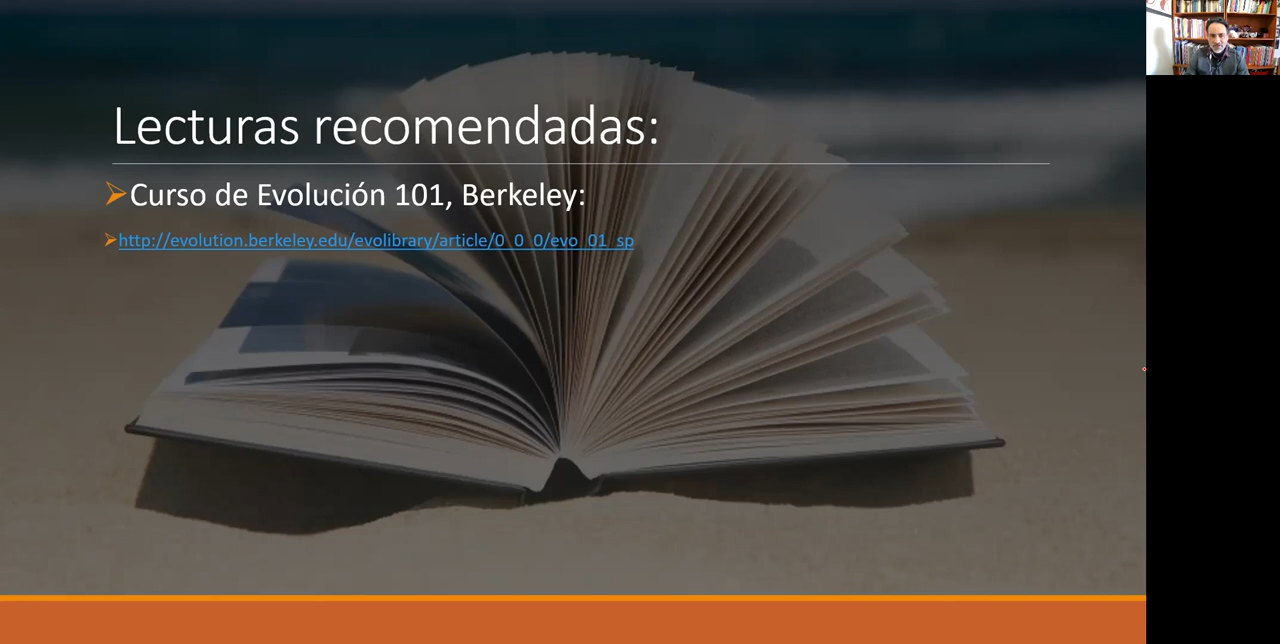 Lecturas recomendadas:
Curso de Evolución 101, Berkeley:
http://evolution.berkeley.edu/evolibrary/article/0_0_0/evo_01_sp